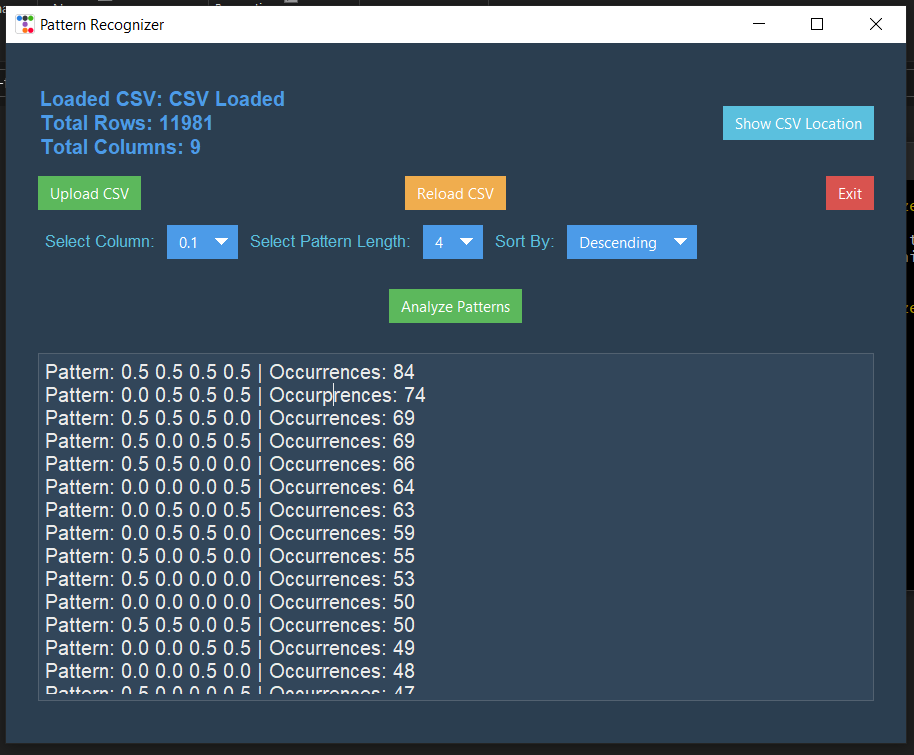 Pattern Recognizer
Loaded CSV: CSV Loaded
Total Rows: 11981
Total Columns: 9
Show CSV Location
Upload CSV
Reload CSV
Exit
Select Column: 0.1 Select Pattern Length: 4 Sort By: Descending
Analyze Patterns
Pattern: 0.5 0.5 0.5 0.5 | Occurrences: 84
Pattern: 0.0 0.5 0.5 0.5 | Occurprences: 74
Pattern: 0.5 0.5 0.5 0.0 | Occurrences: 69
Pattern: 0.5 0.0 0.5 0.5 | Occurrences: 69
Pattern: 0.5 0.5 0.0 0.0 | Occurrences: 66
Pattern: 0.0 0.0 0.0 0.5 | Occurrences: 64
Pattern: 0.0 0.5 0.0 0.5 | Occurrences: 63
Pattern: 0.0 0.5 0.5 0.0 | Occurrences: 59
Pattern: 0.5 0.0 0.5 0.0 | Occurrences: 55
Pattern: 0.5 0.0 0.0 0.0 | Occurrences: 53
Pattern: 0.0 0.0 0.0 0.0 | Occurrences: 50
Pattern: 0.5 0.5 0.0 0.5 | Occurrences: 50
Pattern: 0.0 0.0 0.5 0.5 | Occurrences: 49
Pattern: 0.0 0.0 0.5 0.0 | Occurrences: 48
Pattern: 0.5 0.0 0.0 0.5 | Occurrences: 47